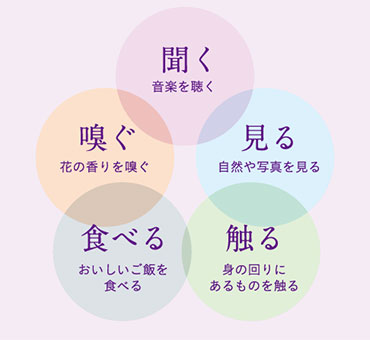 聞く
音楽を聴く
嗅ぐ
花の香りを嗅ぐ
見る
自然や写真を見る
食べる
おいしいご飯を
食べる
触る
身の回りに
あるものを触る